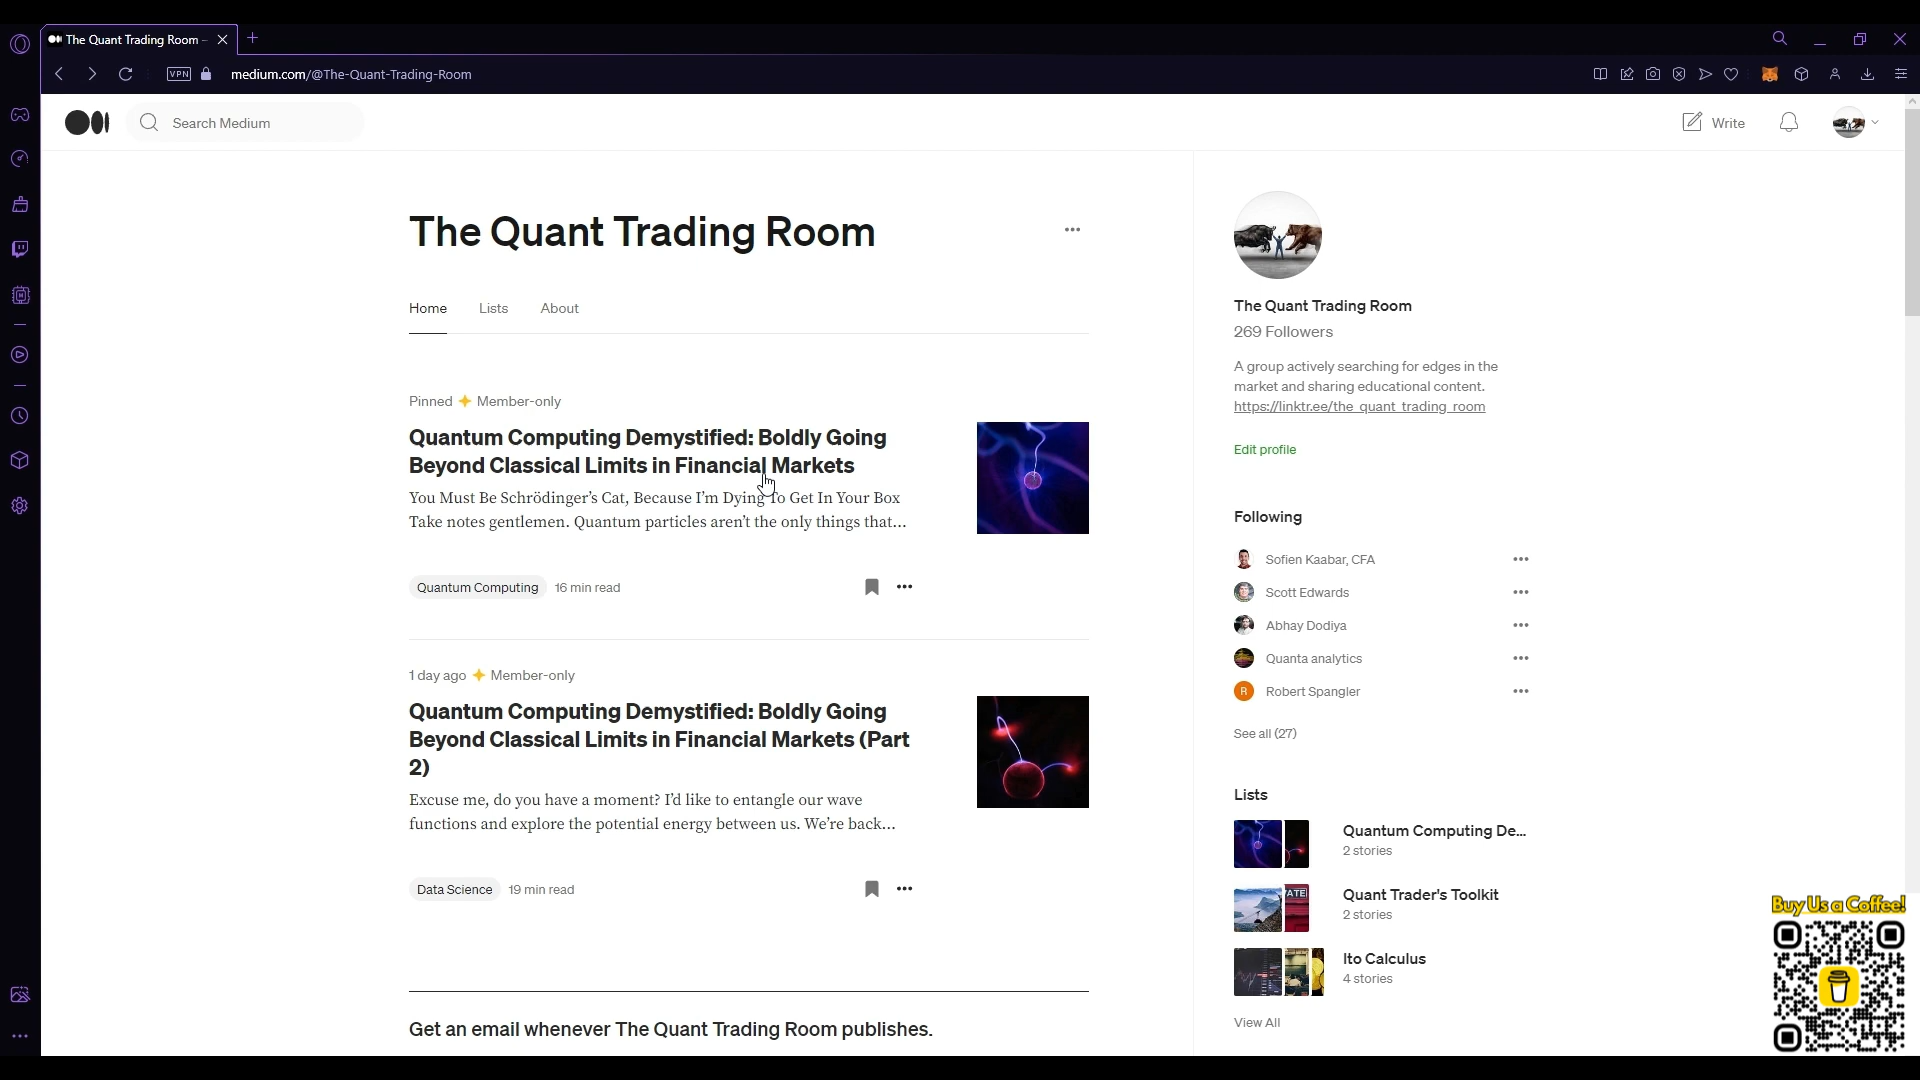 The Quant Trading Room -
VPN
medium.com/@The-Quant-Trading-Room
Search Medium
Write
The Quant Trading Room
Home
Lists
About
Pinned
Member-only
Quantum Computing Demystified: Boldly Going
Beyond Classical Limits in Financial Markets
You Must Be Schrödinger's Cat, Because I'm Dying To Get In Your Box
Take notes gentlemen. Quantum particles aren't the only things that...
Quantum Computing
16 min read
1 day ago
Member-only
Quantum Computing Demystified: Boldly Going
Beyond Classical Limits in Financial Markets (Part
2)
Excuse me, do you have a moment? I'd like to entangle our wave
functions and explore the potential energy between us. We're back...
Data Science
19 min read
Get an email whenever The Quant Trading Room publishes.
The Quant Trading Room
269 Followers
A group actively searching for edges in the
market and sharing educational content.
https://linktr.ee/the_quant_trading_room
Edit profile
Following
Sofien Kaabar, CFA
Scott Edwards
Abhay Dodiya
Quanta analytics
R
Robert Spangler
See all (27)
Lists
Quantum Computing De...
2 stories
Quant Trader's Toolkit
2 stories
Ito Calculus
4 stories
View All
Buy Us a Coffee!